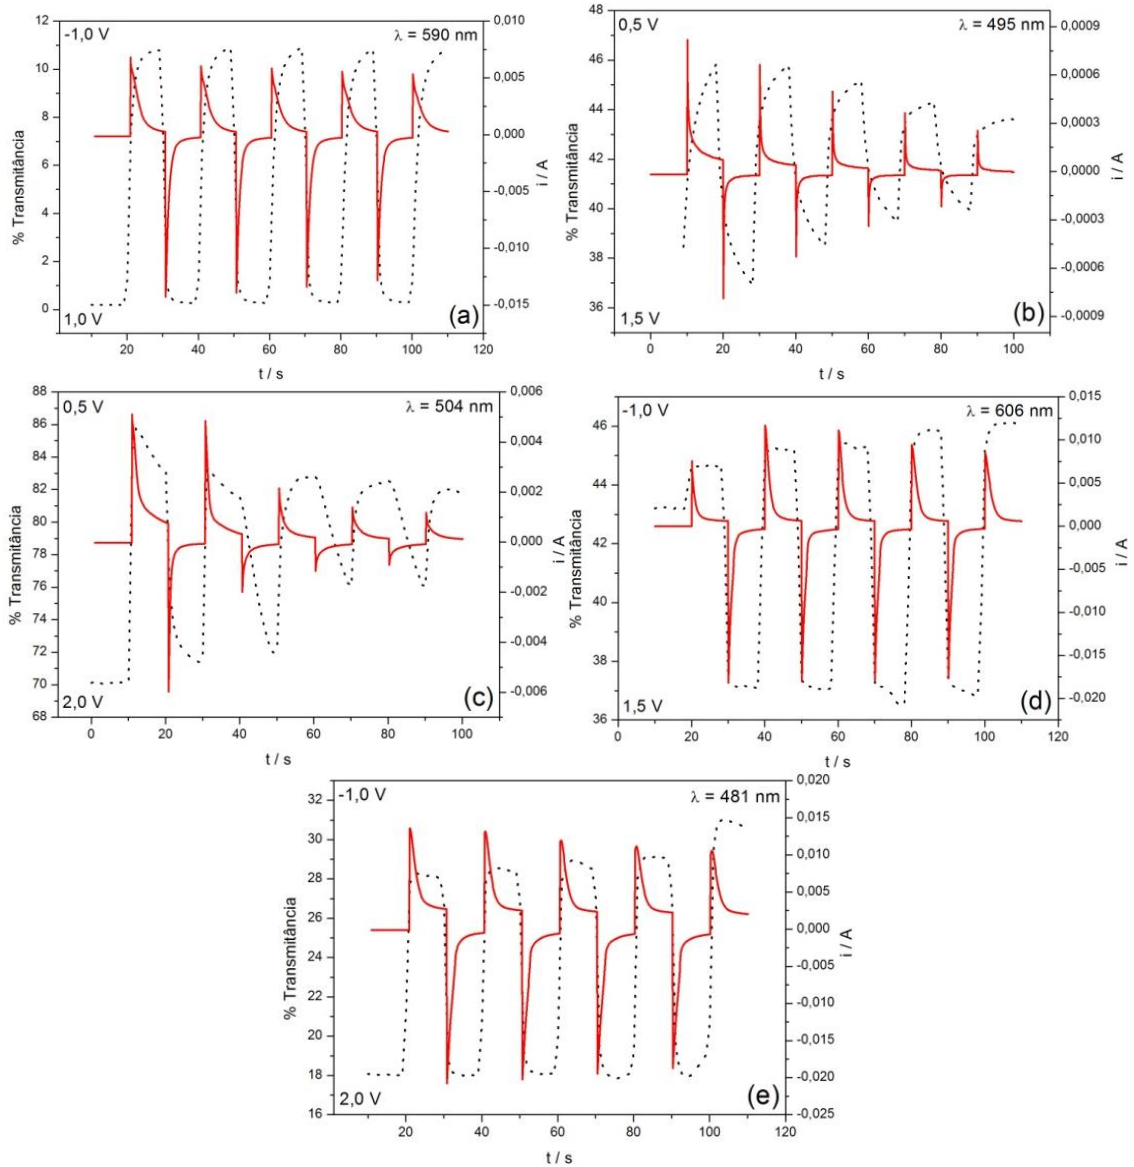 -1,0 V
λ = 590 nm
12
10
8
6
4
2
0
% Transmitância
0,010
0,005
0,000
-0,005
-0,010
-0,015
i / A
1,0 V
(a)
20 40 60 80 100 120
t / s
0,5 V
λ = 495 nm
48
46
44
42
40
38
36
% Transmitância
0,0009
0,0006
0,0003
0,0000
-0,0003
-0,0006
-0,0009
i / A
1,5 V
(b)
0 20 40 60 80 100
t / s
0,5 V
λ = 504 nm
88
86
84
82
80
78
76
74
72
70
68
% Transmitância
0,006
0,004
0,002
0,000
-0,002
-0,004
-0,006
i / A
2,0 V
(c)
0 20 40 60 80 100
t / s
-1,0 V
λ = 606 nm
46
44
42
40
38
36
% Transmitância
0,015
0,010
0,005
0,000
-0,005
-0,010
-0,015
-0,020
i / A
1,5 V
(d)
0 20 40 60 80 100 120
t / s
-1,0 V
λ = 481 nm
32
30
28
26
24
22
20
18
16
% Transmitância
0,020
0,015
0,010
0,005
0,000
-0,005
-0,010
-0,015
-0,020
-0,025
i / A
2,0 V
(e)
20 40 60 80 100 120
t / s